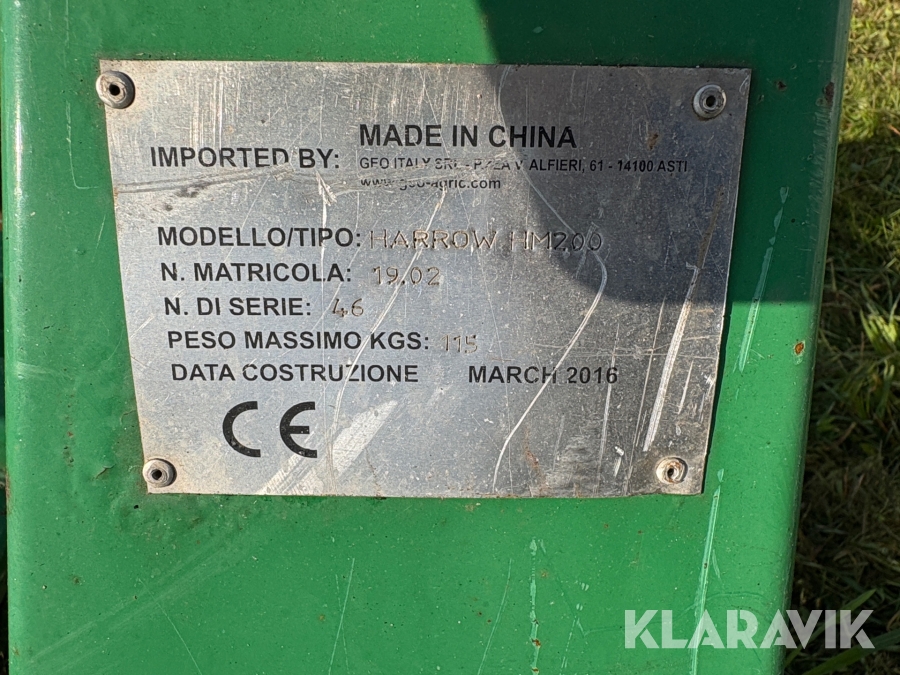 MADE IN CHINA
IMPORTED BY: GEO ITALY SRL - P.ZZA V. ALFIERI, 61 - 14100 ASTI
www.geo-agric.com
MODELLO/TIPO: HARROW HM200
N. MATRICOLA: 19.02
N. DI SERIE: 46
PESO MASSIMO KGS: 115
DATA COSTRUZIONE MARCH 2016
CE
KLARAVIK